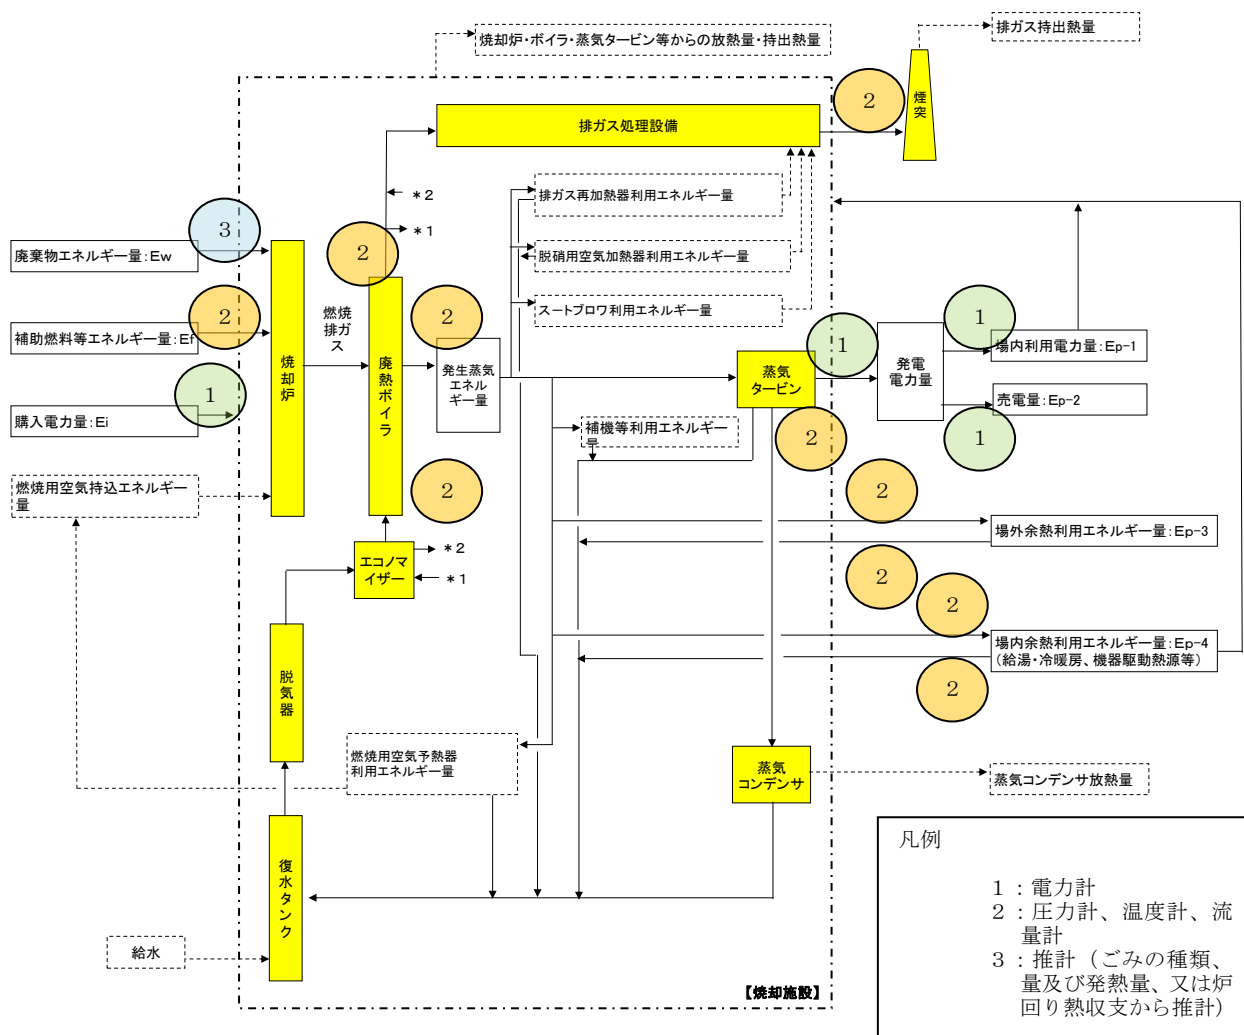 焼却炉・ボイラ・蒸気タービン等からの放熱量・持出熱量
排ガス持出熱量
2
煙突
排ガス処理設備
＊2
＊1
排ガス再加熱器利用エネルギー量
3
廃棄物エネルギー量：Ew
2
脱硝用空気加熱器利用エネルギー量
2
補助燃料等エネルギー量：Ef
燃焼
排ガ
ス
2
スートブロワ利用エネルギー量
1
1
場内利用電力量：Ep-1
焼却炉
廃熱ボイラ
発生蒸気
エネル
ギー量
蒸気
タービン
発電
電力量
1
購入電力量：Ei
売電量：Ep-2
補機等利用エネルギー
量
2
1
燃焼用空気持込エネルギー
量
2
2
場外余熱利用エネルギー量：Ep-3
エコノマ
イザー
＊2
＊1
2
2
場内余熱利用エネルギー量：Ep-4
（給湯・冷暖房、機器駆動熱源等）
2
脱気器
燃焼用空気予熱器
利用エネルギー量
蒸気
コンデンサ
蒸気コンデンサ放熱量
復水タンク
給水
【焼却施設】
凡例
1：電力計
2：圧力計、温度計、流
量計
3：推計（ごみの種類、
量及び発熱量、又は炉
回り熱収支から推計）